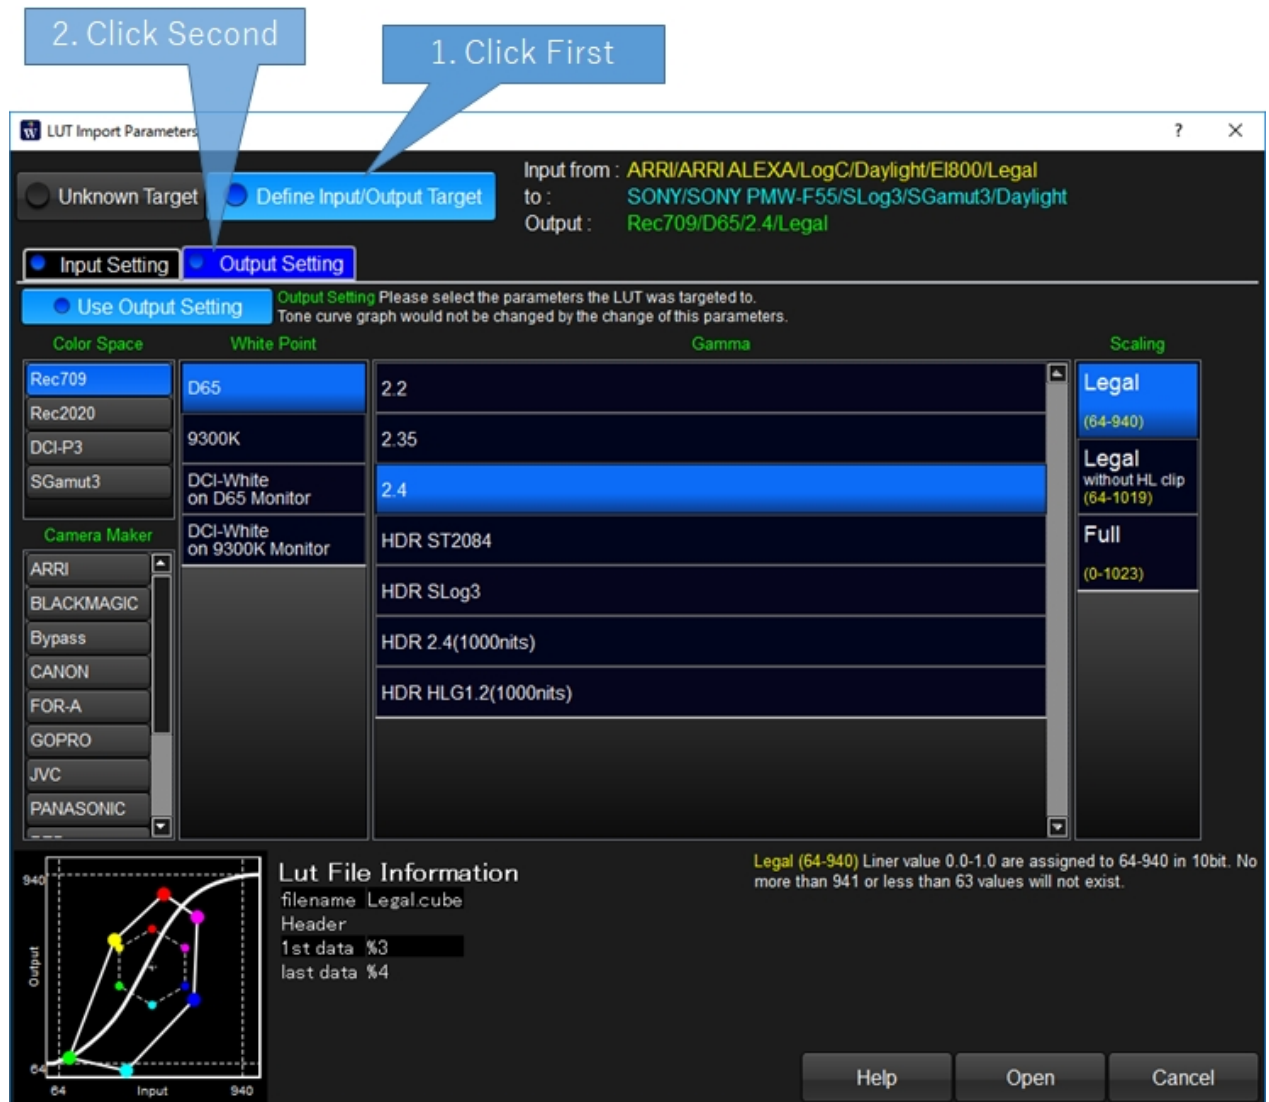 2. Click Second
1. Click First
LUT Import Parameters
?
Unknown Target
Define Input/Output Target
Input from : ARRI/ARRI ALEXA/LogC/Daylight/EI800/Legal
to : SONY/SONY PMW-F55/SLog3/SGamut3/Daylight
Output : Rec709/D65/2.4/Legal
Input Setting
Output Setting
Use Output Setting
Output Setting Please select the parameters the LUT was targeted to.
Tone curve graph would not be changed by the change of this parameters.
Color Space
White Point
Gamma
Scaling
Rec709
Rec2020
DCI-P3
SGamut3
Camera Maker
ARRI
BLACKMAGIC
Bypass
CANON
FOR-A
GOPRO
JVC
PANASONIC
D65
9300K
DCI-White
on D65 Monitor
DCI-White
on 9300K Monitor
2.2
2.35
2.4
HDR ST2084
HDR SLog3
HDR 2.4(1000nits)
HDR HLG1.2(1000nits)
Legal
(64-940)
Legal
without HL clip
(64-1019)
Full
(0-1023)
940
Output
64
64
Input
940
Lut File Information
filename Legal.cube
Header
1st data %3
last data %4
Legal (64-940) Liner value 0.0-1.0 are assigned to 64-940 in 10bit. No
more than 941 or less than 63 values will not exist.
Help
Open
Cancel